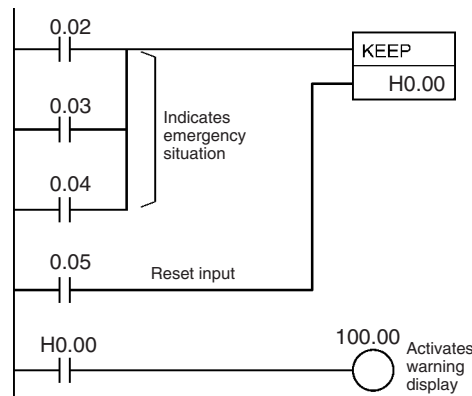 0.02
KEEP
H0.00
0.03
Indicates
emergency
situation
0.04
0.05
Reset input
H0.00
100.00
Activates
warning
display